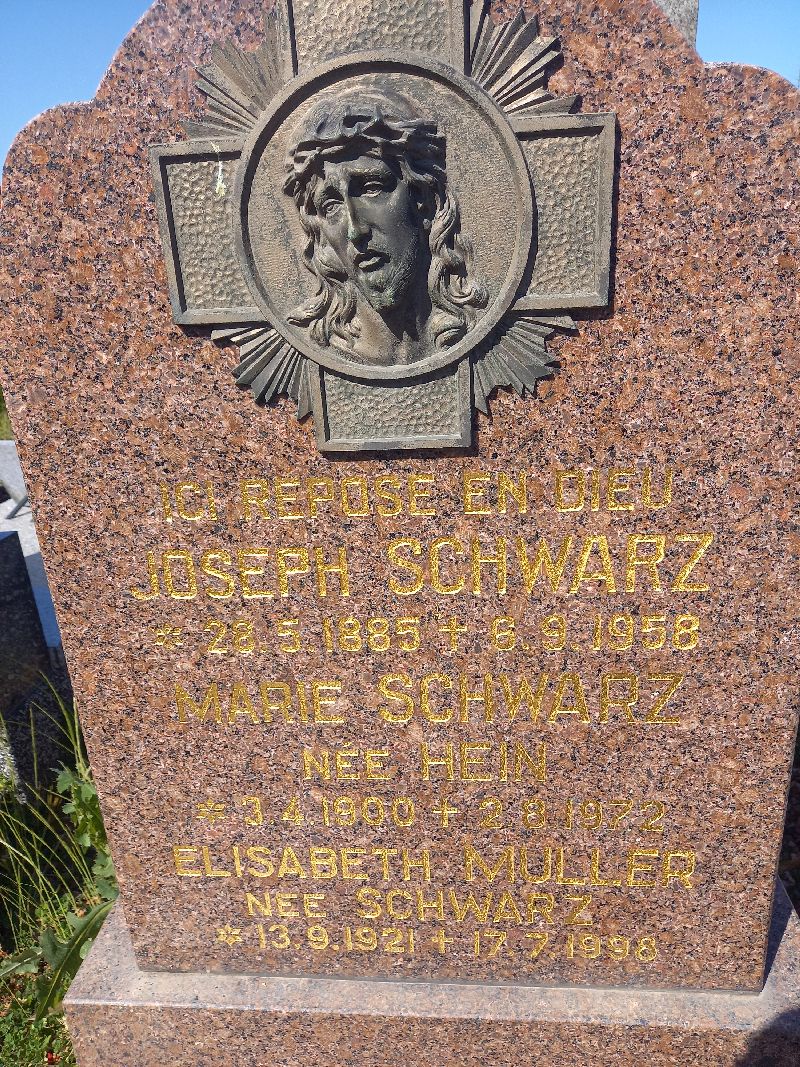 ICI REPOSE EN DIEU
JOSEPH SCHWARZ
* 28.5.1885 + 6.9.1958
MARIE SCHWARZ
NÉE HEIN
* 3.4.1900 + 2.8.1972
ELISABETH MULLER
NEE SCHWARZ
* 13.9.1921 + 17.7.1998